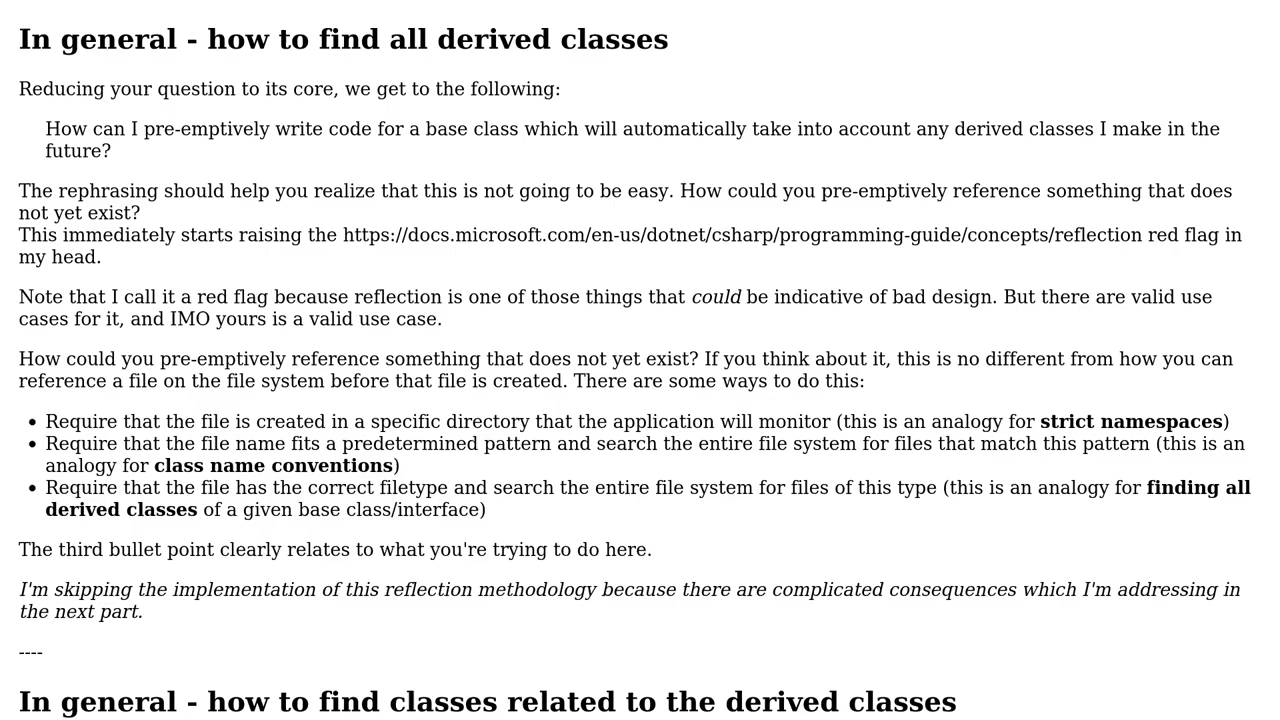 In general - how to find all derived classes
Reducing your question to its core, we get to the following:
How can I pre-emptively write code for a base class which will automatically take into account any derived classes I make in the
future?
The rephrasing should help you realize that this is not going to be easy. How could you pre-emptively reference something that does
not yet exist?
This immediately starts raising the https://docs.microsoft.com/en-us/dotnet/csharp/programming-guide/concepts/reflection red flag in
my head.
Note that I call it a red flag because reflection is one of those things that could be indicative of bad design. But there are valid use
cases for it, and IMO yours is a valid use case.
How could you pre-emptively reference something that does not yet exist? If you think about it, this is no different from how you can
reference a file on the file system before that file is created. There are some ways to do this:
• Require that the file is created in a specific directory that the application will monitor (this is an analogy for strict namespaces)
• Require that the file name fits a predetermined pattern and search the entire file system for files that match this pattern (this is an
analogy for class name conventions)
• Require that the file has the correct filetype and search the entire file system for files of this type (this is an analogy for finding all
derived classes of a given base class/interface)
The third bullet point clearly relates to what you're trying to do here.
I'm skipping the implementation of this reflection methodology because there are complicated consequences which I'm addressing in
the next part.
----
In general - how to find classes related to the derived classes